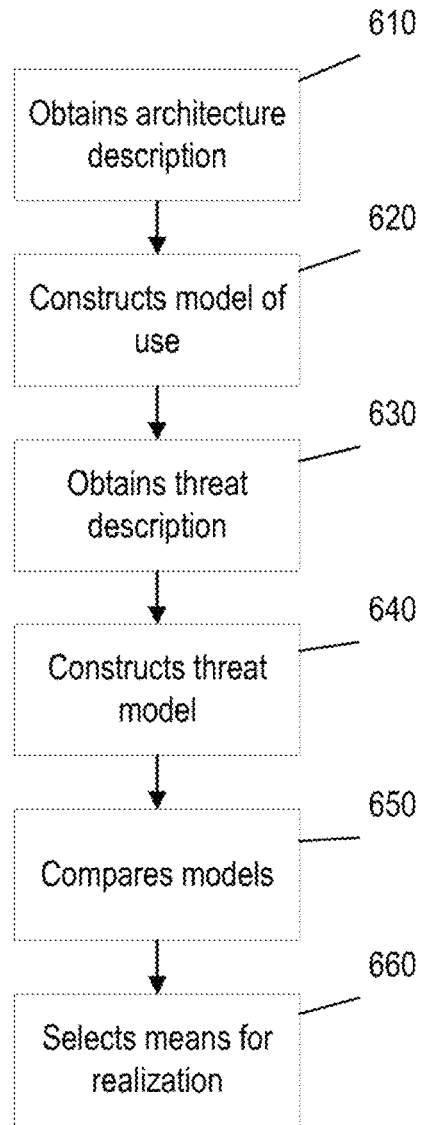 610
Obtains architecture
description
620
Constructs model of
use
630
Obtains threat
description
640
Constructs threat
model
650
Compares models
660
Selects means for
realization